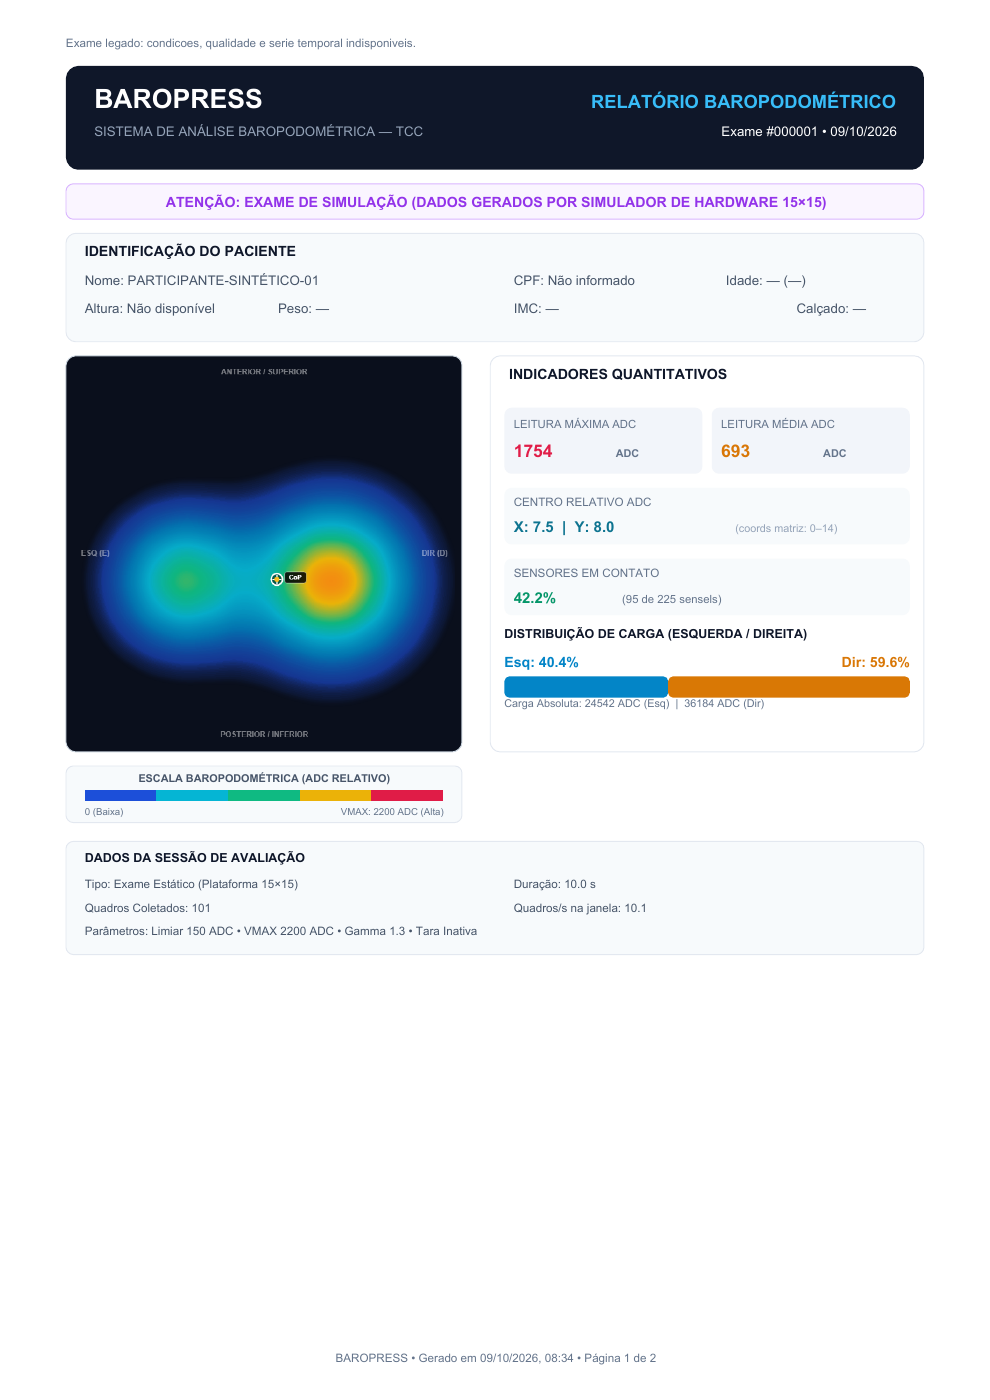 Exame legado: condicoes, qualidade e serie temporal indisponiveis.
BAROPRESS
RELATÓRIO BAROPODOMÉTRICO
SISTEMA DE ANÁLISE BAROPODOMÉTRICA — TCC
Exame #000001 • 09/10/2026
ATENÇÃO: EXAME DE SIMULAÇÃO (DADOS GERADOS POR SIMULADOR DE HARDWARE 15×15)
IDENTIFICAÇÃO DO PACIENTE
Nome: PARTICIPANTE-SINTÉTICO-01 CPF: Não informado Idade: — (—)
Altura: Não disponível Peso: — IMC: — Calçado: —
ANTERIOR / SUPERIOR
ESQ (E)
CoP
DIR (D)
POSTERIOR / INFERIOR
INDICADORES QUANTITATIVOS
LEITURA MÁXIMA ADC
1754 ADC
LEITURA MÉDIA ADC
693 ADC
CENTRO RELATIVO ADC
X: 7.5 | Y: 8.0 (coords matriz: 0–14)
SENSORES EM CONTATO
42.2% (95 de 225 sensels)
DISTRIBUIÇÃO DE CARGA (ESQUERDA / DIREITA)
Esq: 40.4% Dir: 59.6%
Carga Absoluta: 24542 ADC (Esq) | 36184 ADC (Dir)
ESCALA BAROPODOMÉTRICA (ADC RELATIVO)
0 (Baixa) VMAX: 2200 ADC (Alta)
DADOS DA SESSÃO DE AVALIAÇÃO
Tipo: Exame Estático (Plataforma 15×15) Duração: 10.0 s
Quadros Coletados: 101 Quadros/s na janela: 10.1
Parâmetros: Limiar 150 ADC • VMAX 2200 ADC • Gamma 1.3 • Tara Inativa
BAROPRESS • Gerado em 09/10/2026, 08:34 • Página 1 de 2